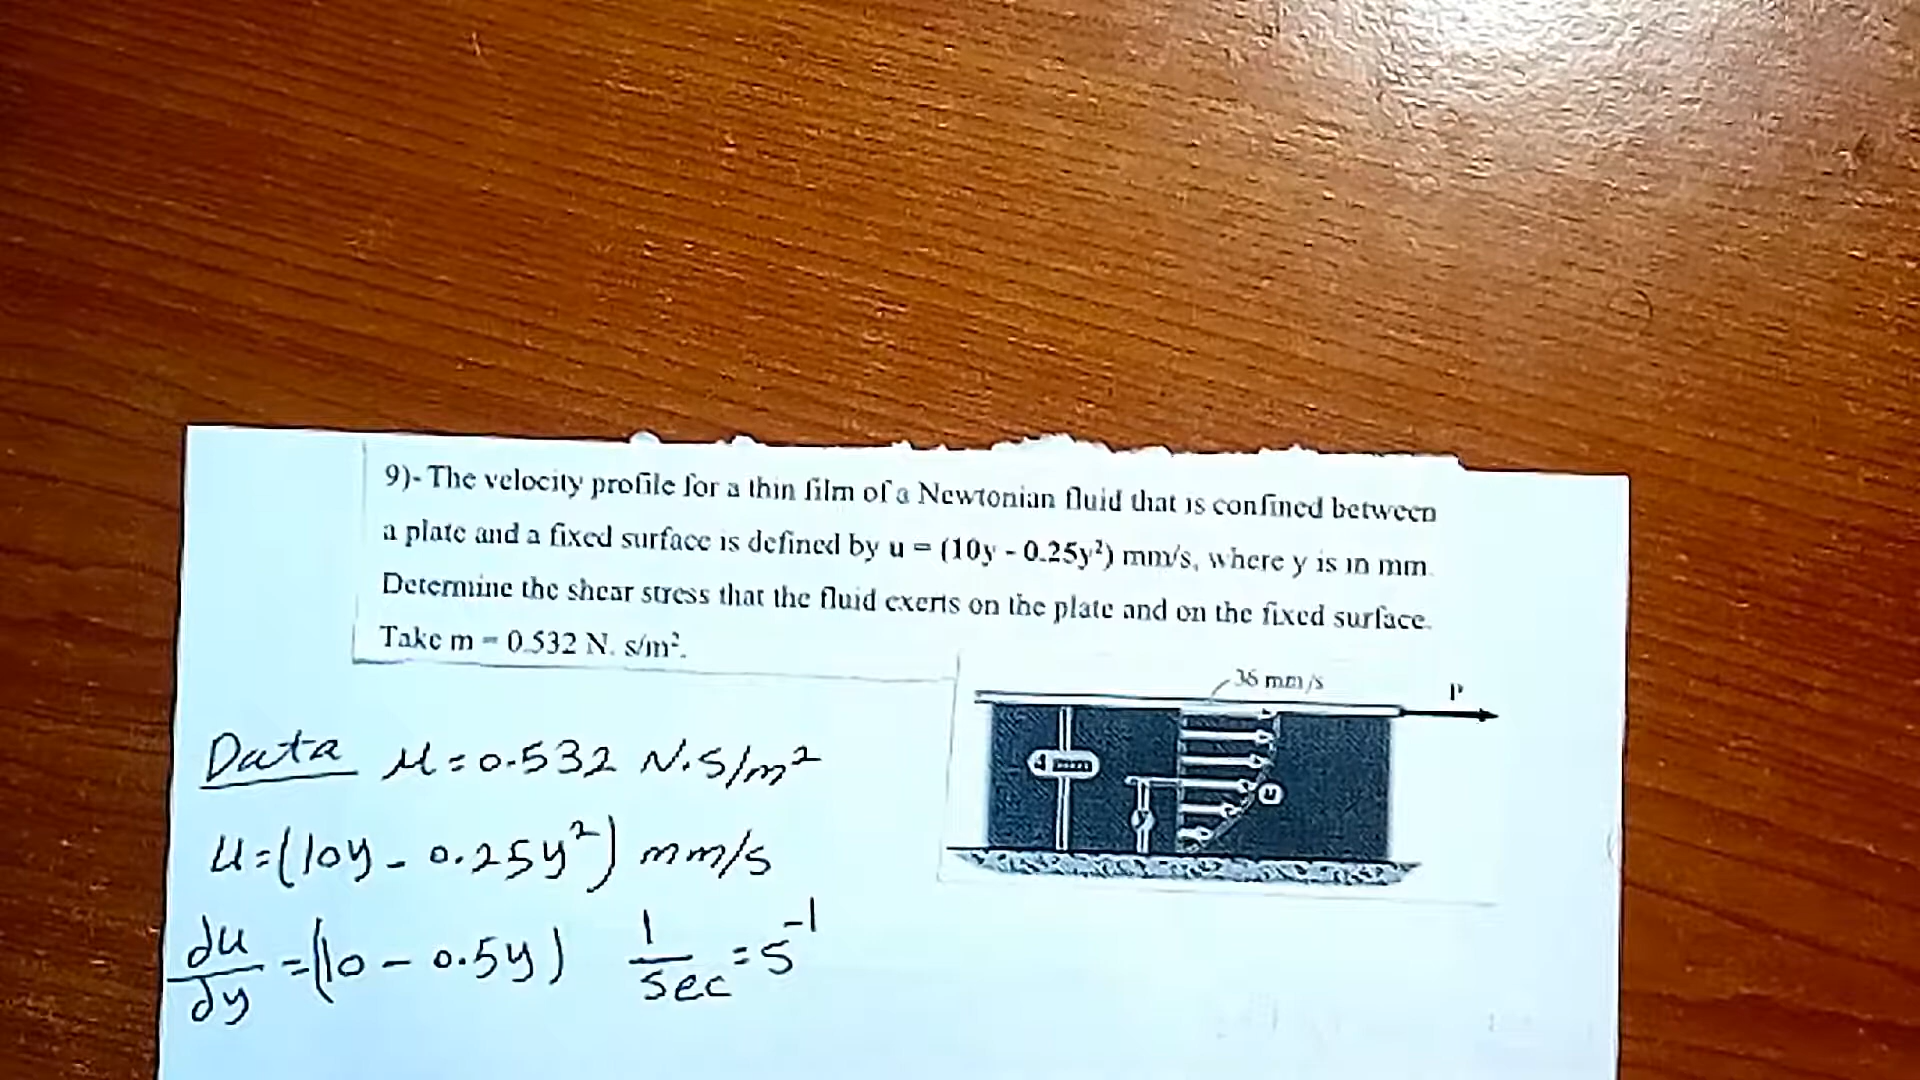 9)- The velocity profile for a thin film of a Newtonian fluid that is confined between
a plate and a fixed surface is defined by u = (10y - 0.25y²) mm/s, where y is in mm.
Determine the shear stress that the fluid exerts on the plate and on the fixed surface.
Take m = 0.532 N. s/m².
36 mm/s
P
4 mm
u
y
Data μ = 0.532 N.S/m²
u=(10y - 0.25y²) mm/s
du/dy = (10 - 0.5y) 1/sec = s⁻¹